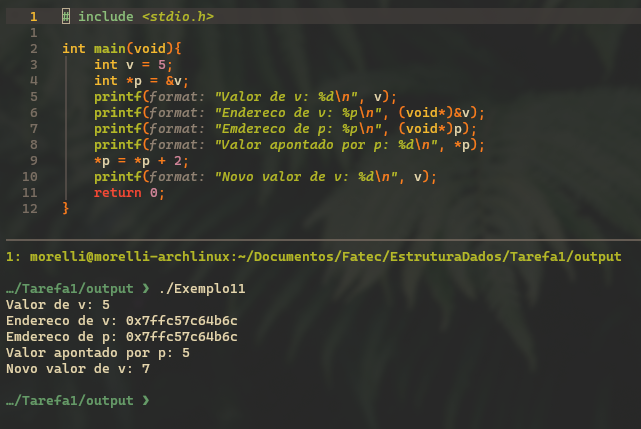 1 # include <stdio.h>
1
2 int main(void){
3 int v = 5;
4 int *p = &v;
5 printf(format: "Valor de v: %d\n", v);
6 printf(format: "Endereco de v: %p\n", (void*)&v);
7 printf(format: "Emdereco de p: %p\n", (void*)p);
8 printf(format: "Valor apontado por p: %d\n", *p);
9 *p = *p + 2;
10 printf(format: "Novo valor de v: %d\n", v);
11 return 0;
12 }
1: morelli@morelli-archlinux:~/Documentos/Fatec/EstruturaDados/Tarefa1/output
…/Tarefa1/output ❯ ./Exemplo11
Valor de v: 5
Endereco de v: 0x7ffc57c64b6c
Emdereco de p: 0x7ffc57c64b6c
Valor apontado por p: 5
Novo valor de v: 7
…/Tarefa1/output ❯